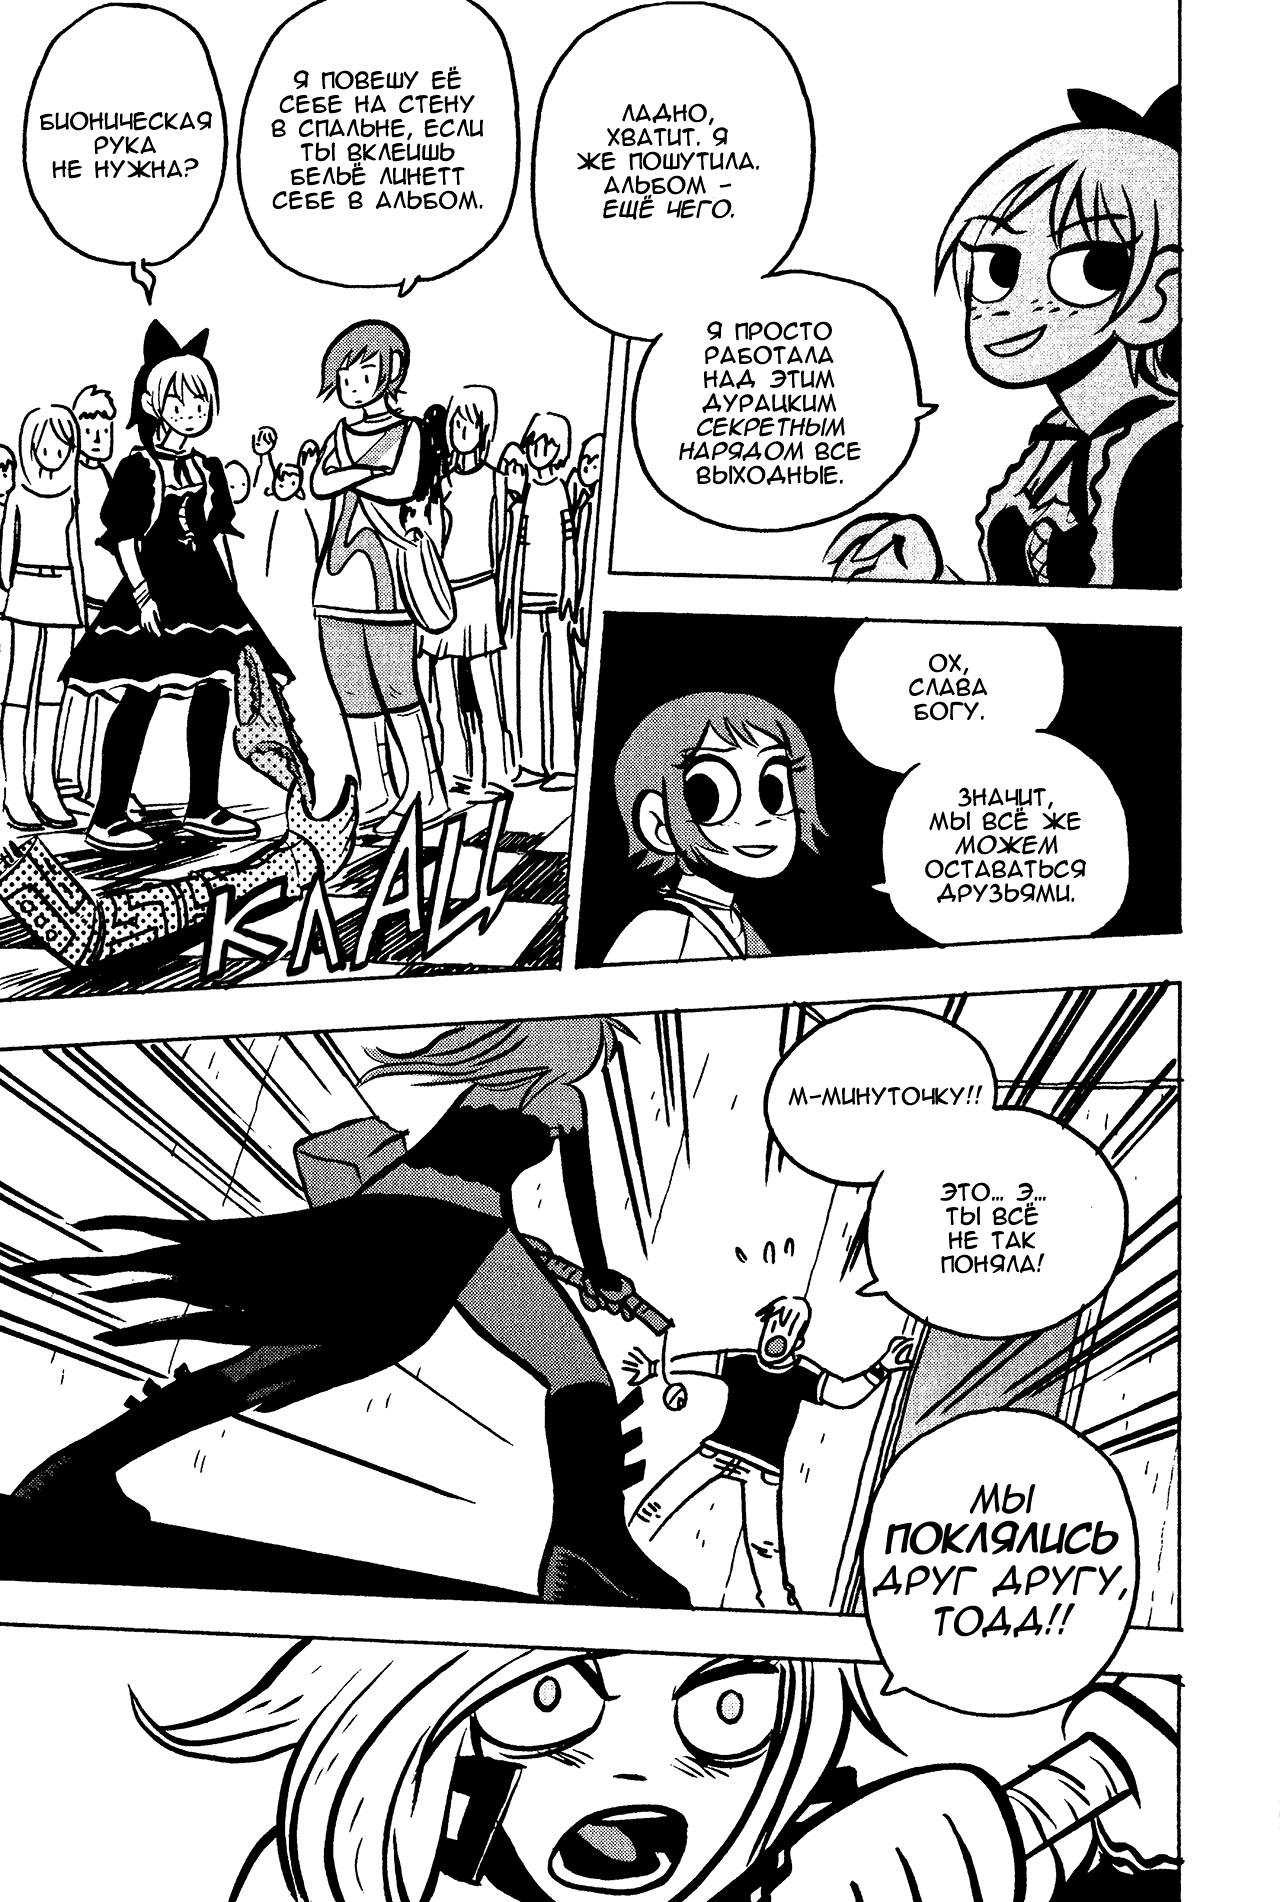 БИОНИЧЕСКАЯ
РУКА
НЕ НУЖНА?
Я ПОВЕШУ ЕЁ
СЕБЕ НА СТЕНУ
В СПАЛЬНЕ, ЕСЛИ
ТЫ ВКЛЕИШЬ
БЕЛЬЁ ЛИНЕТТ
СЕБЕ В АЛЬБОМ.
КЛАЦ
ЛАДНО,
ХВАТИТ. Я
ЖЕ ПОШУТИЛА.
АЛЬБОМ –
ЕЩЁ ЧЕГО.
Я ПРОСТО
РАБОТАЛА
НАД ЭТИМ
ДУРАЦКИМ
СЕКРЕТНЫМ
НАРЯДОМ ВСЕ
ВЫХОДНЫЕ.
ОХ,
СЛАВА
БОГУ.
ЗНАЧИТ,
МЫ ВСЁ ЖЕ
МОЖЕМ
ОСТАВАТЬСЯ
ДРУЗЬЯМИ.
М-МИНУТОЧКУ!!
ЭТО... Э...
ТЫ ВСЁ
НЕ ТАК
ПОНЯЛА!
МЫ
ПОКЛЯЛИСЬ
ДРУГ ДРУГУ,
ТОДД!!